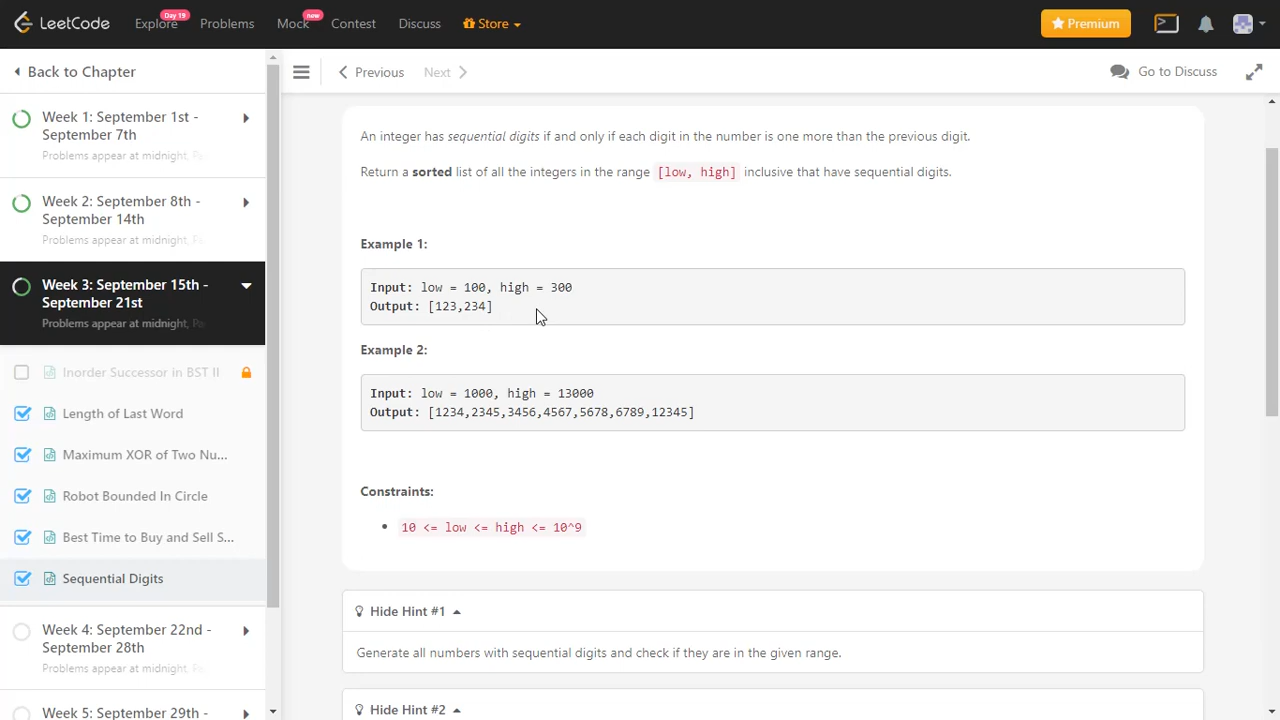 LeetCode
Explore
Day 19
Problems
Mock
new
Contest
Discuss
Store
Premium
Back to Chapter
Previous
Next
Go to Discuss
Week 1: September 1st -
September 7th
Problems appear at midnight,
Week 2: September 8th -
September 14th
Problems appear at midnight,
Week 3: September 15th -
September 21st
Problems appear at midnight,
Inorder Successor in BST II
Length of Last Word
Maximum XOR of Two Nu...
Robot Bounded In Circle
Best Time to Buy and Sell S...
Sequential Digits
Week 4: September 22nd -
September 28th
Problems appear at midnight,
Week 5: September 29th -
An integer has sequential digits if and only if each digit in the number is one more than the previous digit.
Return a sorted list of all the integers in the range [low, high] inclusive that have sequential digits.
Example 1:
Input: low = 100, high = 300
Output: [123,234]
Example 2:
Input: low = 1000, high = 13000
Output: [1234,2345,3456,4567,5678,6789,12345]
Constraints:
10 <= low <= high <= 10^9
Hide Hint #1
Generate all numbers with sequential digits and check if they are in the given range.
Hide Hint #2